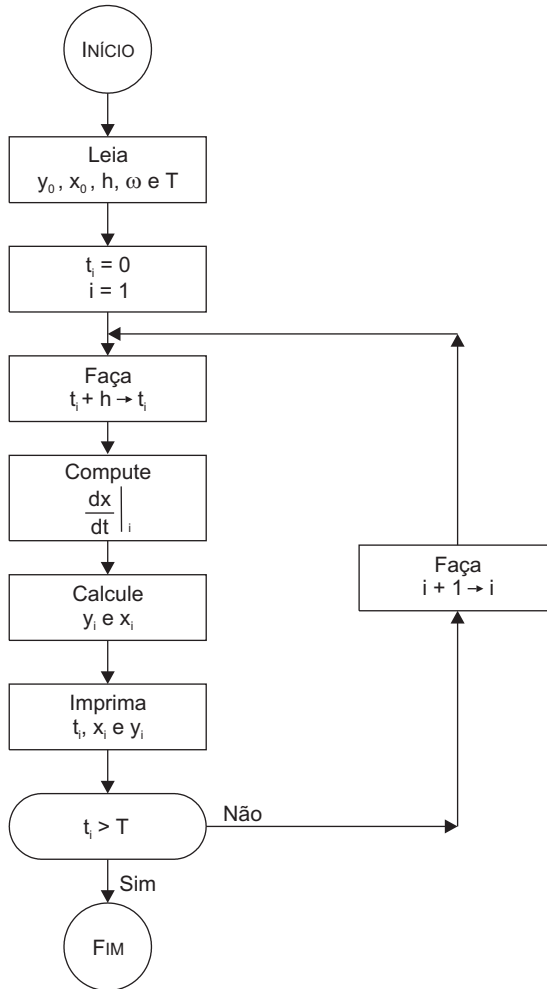 INÍCIO
Leia
y₀, x₀, h, ω e T
tᵢ = 0
i = 1
Faça
tᵢ + h → tᵢ
Compute
dx
dt | ᵢ
Calcule
yᵢ e xᵢ
Imprima
tᵢ, xᵢ e yᵢ
tᵢ > T
Não
Faça
i + 1 → i
Sim
FIM